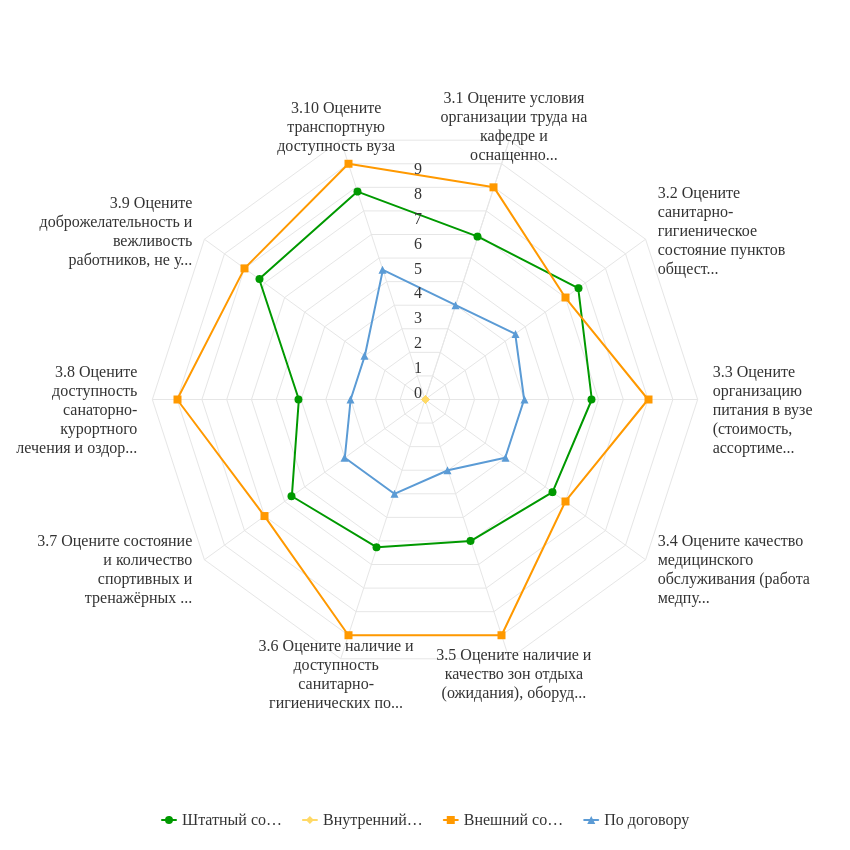 3.10 Оцените
транспортную
доступность вуза
3.1 Оцените условия
организации труда на
кафедре и
оснащенно...
3.2 Оцените
санитарно-
гигиеническое
состояние пунктов
общест...
3.3 Оцените
организацию
питания в вузе
(стоимость,
ассортиме...
3.4 Оцените качество
медицинского
обслуживания (работа
медпу...
3.5 Оцените наличие и
качество зон отдыха
(ожидания), оборуд...
3.6 Оцените наличие и
доступность
санитарно-
гигиенических по...
3.7 Оцените состояние
и количество
спортивных и
тренажёрных ...
3.8 Оцените
доступность
санаторно-
курортного
лечения и оздор...
3.9 Оцените
доброжелательность и
вежливость
работников, не у...
9
8
7
6
5
4
3
2
1
0
Штатный со…
Внутренний…
Внешний со…
По договору